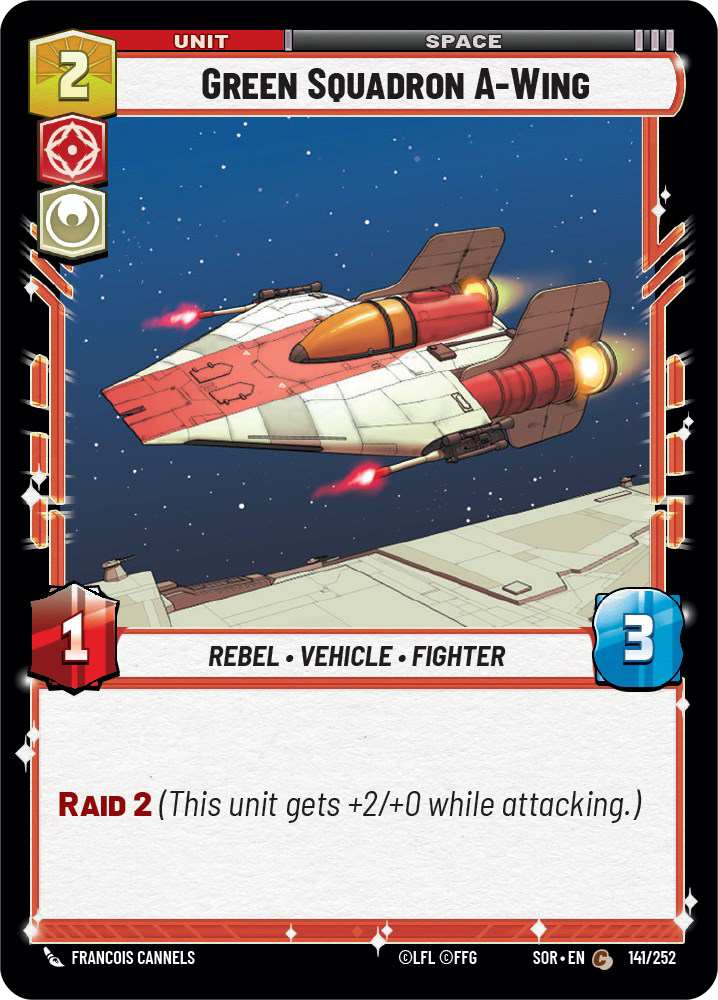 UNIT
SPACE
2
GREEN SQUADRON A-WING
1
REBEL • VEHICLE • FIGHTER
3
RAID 2 (This unit gets +2/+0 while attacking.)
FRANCOIS CANNELS
©LFL ©FFG
SOR • EN
C
141/252